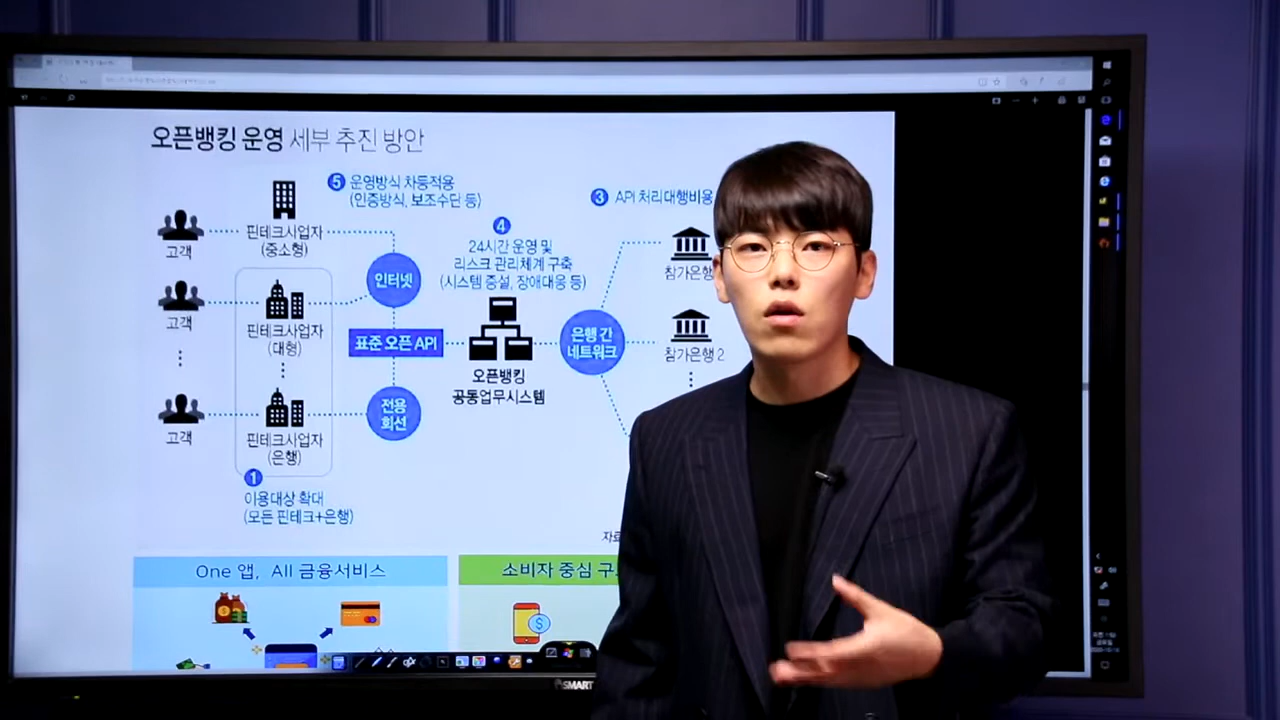 오픈뱅킹 운영 세부 추진 방안
5 운영방식 차등적용
(인증방식, 보조수단 등)
3 API 처리대행비용
4
24시간 운영 및
리스크 관리체계 구축
(시스템 증설, 장애대응 등)
고객
핀테크사업자
(중소형)
인터넷
참가은행
고객
핀테크사업자
(대형)
표준 오픈 API
은행 간
네트워크
참가은행 2
오픈뱅킹
공동업무시스템
고객
핀테크사업자
(은행)
전용
회선
1
이용대상 확대
(모든 핀테크+은행)
자료
One 앱, All 금융서비스
소비자 중심 구
SMART